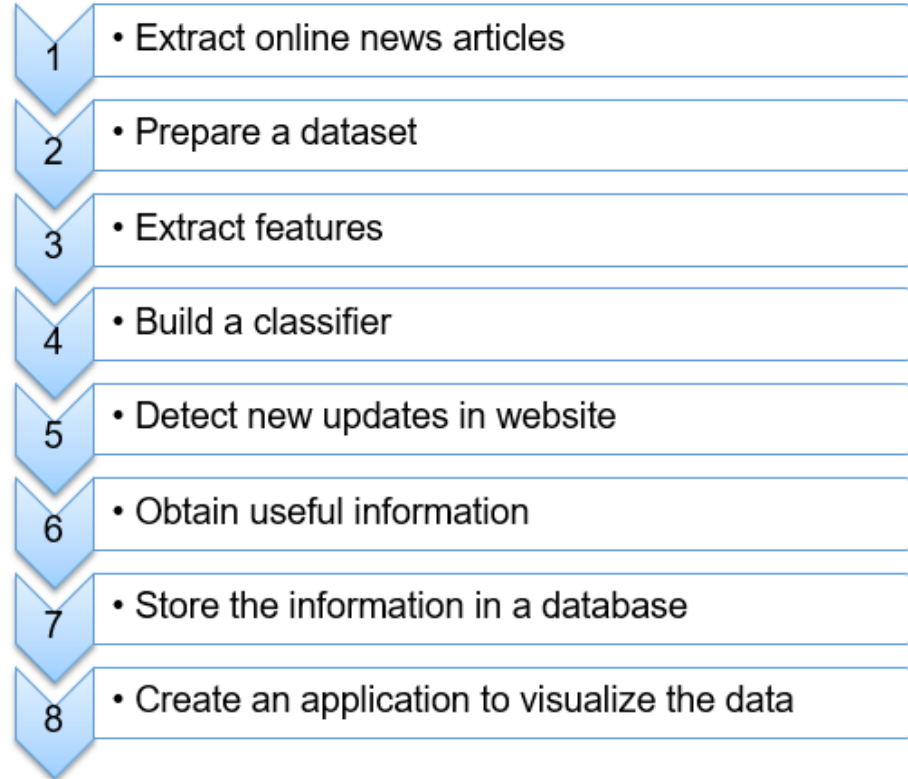 1 • Extract online news articles
2 • Prepare a dataset
3 • Extract features
4 • Build a classifier
5 • Detect new updates in website
6 • Obtain useful information
7 • Store the information in a database
8 • Create an application to visualize the data